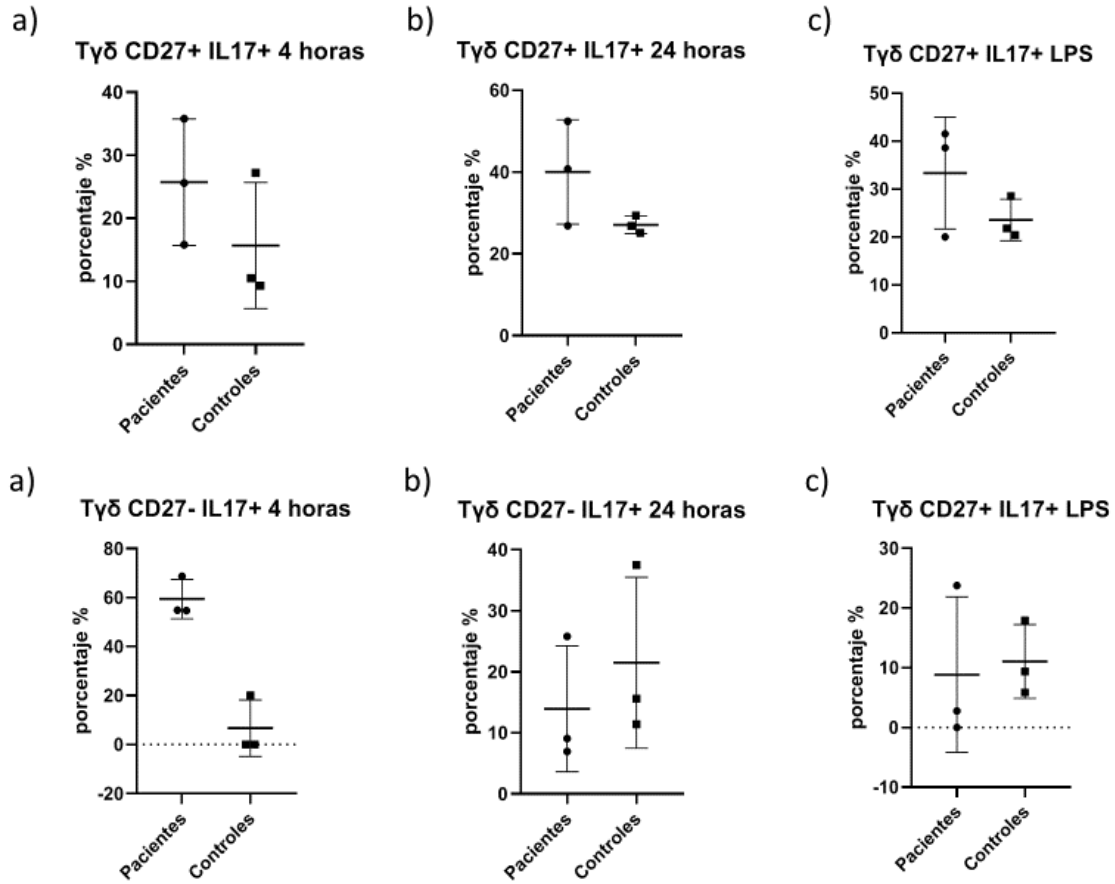 a)
Tγδ CD27+ IL17+ 4 horas
porcentaje %
40
30
20
10
0
Pacientes
Controles
b)
Tγδ CD27+ IL17+ 24 horas
porcentaje %
60
40
20
0
Pacientes
Controles
c)
Tγδ CD27+ IL17+ LPS
porcentaje %
50
40
30
20
10
0
Pacientes
Controles
a)
Tγδ CD27- IL17+ 4 horas
porcentaje %
80
60
40
20
0
-20
Pacientes
Controles
b)
Tγδ CD27- IL17+ 24 horas
porcentaje %
40
30
20
10
0
Pacientes
Controles
c)
Tγδ CD27+ IL17+ LPS
porcentaje %
30
20
10
0
-10
Pacientes
Controles